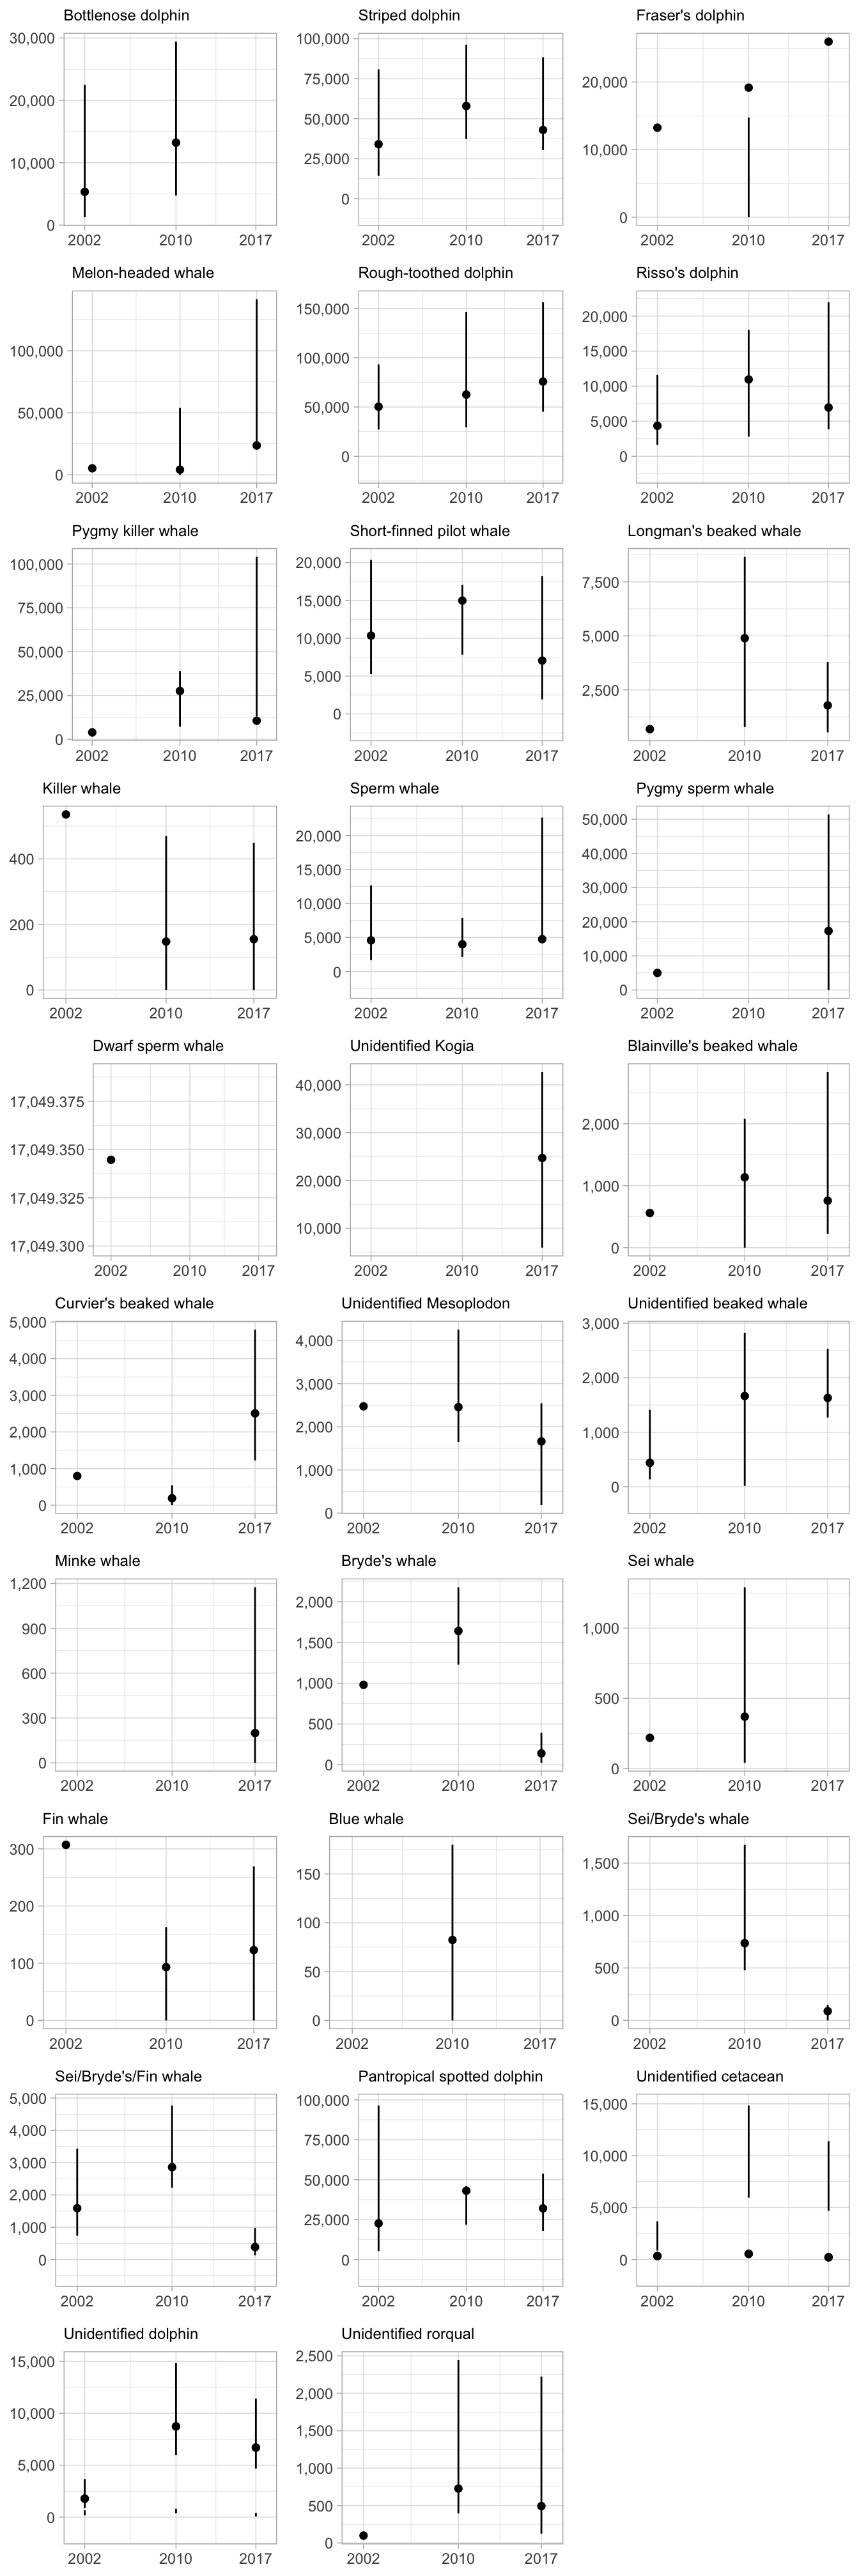 Bottlenose dolphin
30,000
20,000
10,000
0
2002 2010 2017
Striped dolphin
100,000
75,000
50,000
25,000
0
2002 2010 2017
Fraser's dolphin
20,000
10,000
0
2002 2010 2017
Melon-headed whale
100,000
50,000
0
2002 2010 2017
Rough-toothed dolphin
150,000
100,000
50,000
0
2002 2010 2017
Risso's dolphin
20,000
15,000
10,000
5,000
0
2002 2010 2017
Pygmy killer whale
100,000
75,000
50,000
25,000
0
2002 2010 2017
Short-finned pilot whale
20,000
15,000
10,000
5,000
0
2002 2010 2017
Longman's beaked whale
7,500
5,000
2,500
2002 2010 2017
Killer whale
400
200
0
2002 2010 2017
Sperm whale
20,000
15,000
10,000
5,000
0
2002 2010 2017
Pygmy sperm whale
50,000
40,000
30,000
20,000
10,000
0
2002 2010 2017
Dwarf sperm whale
17,049.375
17,049.350
17,049.325
17,049.300
2002 2010 2017
Unidentified Kogia
40,000
30,000
20,000
10,000
2002 2010 2017
Blainville's beaked whale
2,000
1,000
0
2002 2010 2017
Curvier's beaked whale
5,000
4,000
3,000
2,000
1,000
0
2002 2010 2017
Unidentified Mesoplodon
4,000
3,000
2,000
1,000
0
2002 2010 2017
Unidentified beaked whale
3,000
2,000
1,000
0
2002 2010 2017
Minke whale
1,200
900
600
300
0
2002 2010 2017
Bryde's whale
2,000
1,500
1,000
500
0
2002 2010 2017
Sei whale
1,000
500
0
2002 2010 2017
Fin whale
300
200
100
0
2002 2010 2017
Blue whale
150
100
50
0
2002 2010 2017
Sei/Bryde's whale
1,500
1,000
500
0
2002 2010 2017
Sei/Bryde's/Fin whale
5,000
4,000
3,000
2,000
1,000
0
2002 2010 2017
Pantropical spotted dolphin
100,000
75,000
50,000
25,000
0
2002 2010 2017
Unidentified cetacean
15,000
10,000
5,000
0
2002 2010 2017
Unidentified dolphin
15,000
10,000
5,000
0
2002 2010 2017
Unidentified rorqual
2,500
2,000
1,500
1,000
500
0
2002 2010 2017